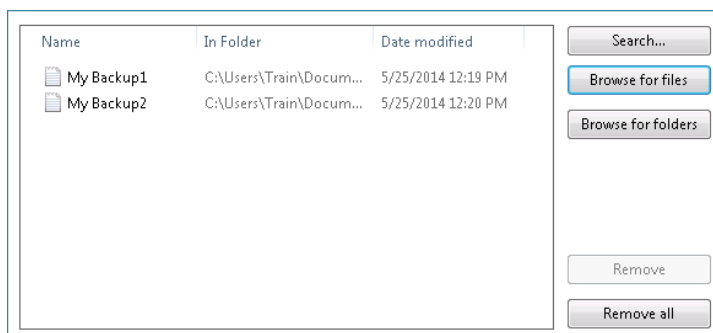 Name In Folder Date modified
My Backup1 C:\Users\Train\Docum... 5/25/2014 12:19 PM
My Backup2 C:\Users\Train\Docum... 5/25/2014 12:20 PM
Search...
Browse for files
Browse for folders
Remove
Remove all